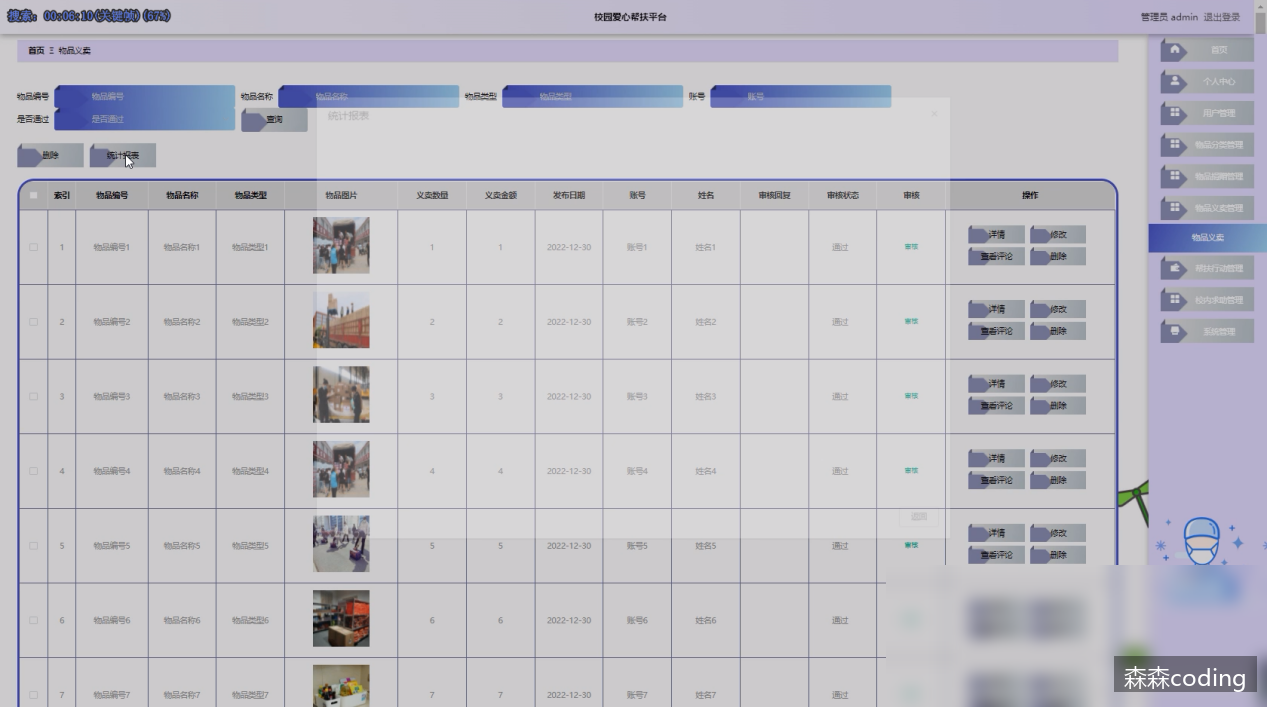 搜索: 00:06:10(关键帧) (67%)
校园爱心帮扶平台
管理员 admin 退出登录
首页 Ξ 物品义卖
物品编号 物品编号 物品名称 物品名称 物品类型 物品类型 账号 账号
是否通过 是否通过 查询
统计报表 ×
删除 统计报表
索引 物品编号 物品名称 物品类型 物品图片 义卖数量 义卖金额 发布日期 账号 姓名 审核回复 审核状态 审核 操作
1 物品编号1 物品名称1 物品类型1 1 1 2022-12-30 账号1 姓名1 通过 审核 详情 修改
查看评论 删除
2 物品编号2 物品名称2 物品类型2 2 2 2022-12-30 账号2 姓名2 通过 审核 详情 修改
查看评论 删除
3 物品编号3 物品名称3 物品类型3 3 3 2022-12-30 账号3 姓名3 通过 审核 详情 修改
查看评论 删除
4 物品编号4 物品名称4 物品类型4 4 4 2022-12-30 账号4 姓名4 通过 审核 详情 修改
查看评论 删除
返回
5 物品编号5 物品名称5 物品类型5 5 5 2022-12-30 账号5 姓名5 通过 审核 详情 修改
查看评论 删除
6 物品编号6 物品名称6 物品类型6 6 6 2022-12-30 账号6 姓名6 通过
7 物品编号7 物品名称7 物品类型7 7 7 2022-12-30 账号7 姓名7 通过
首页
个人中心
用户管理
物品分类管理
物品捐赠管理
物品义卖管理
物品义卖
帮扶行动管理
校内求助管理
系统管理
森森coding